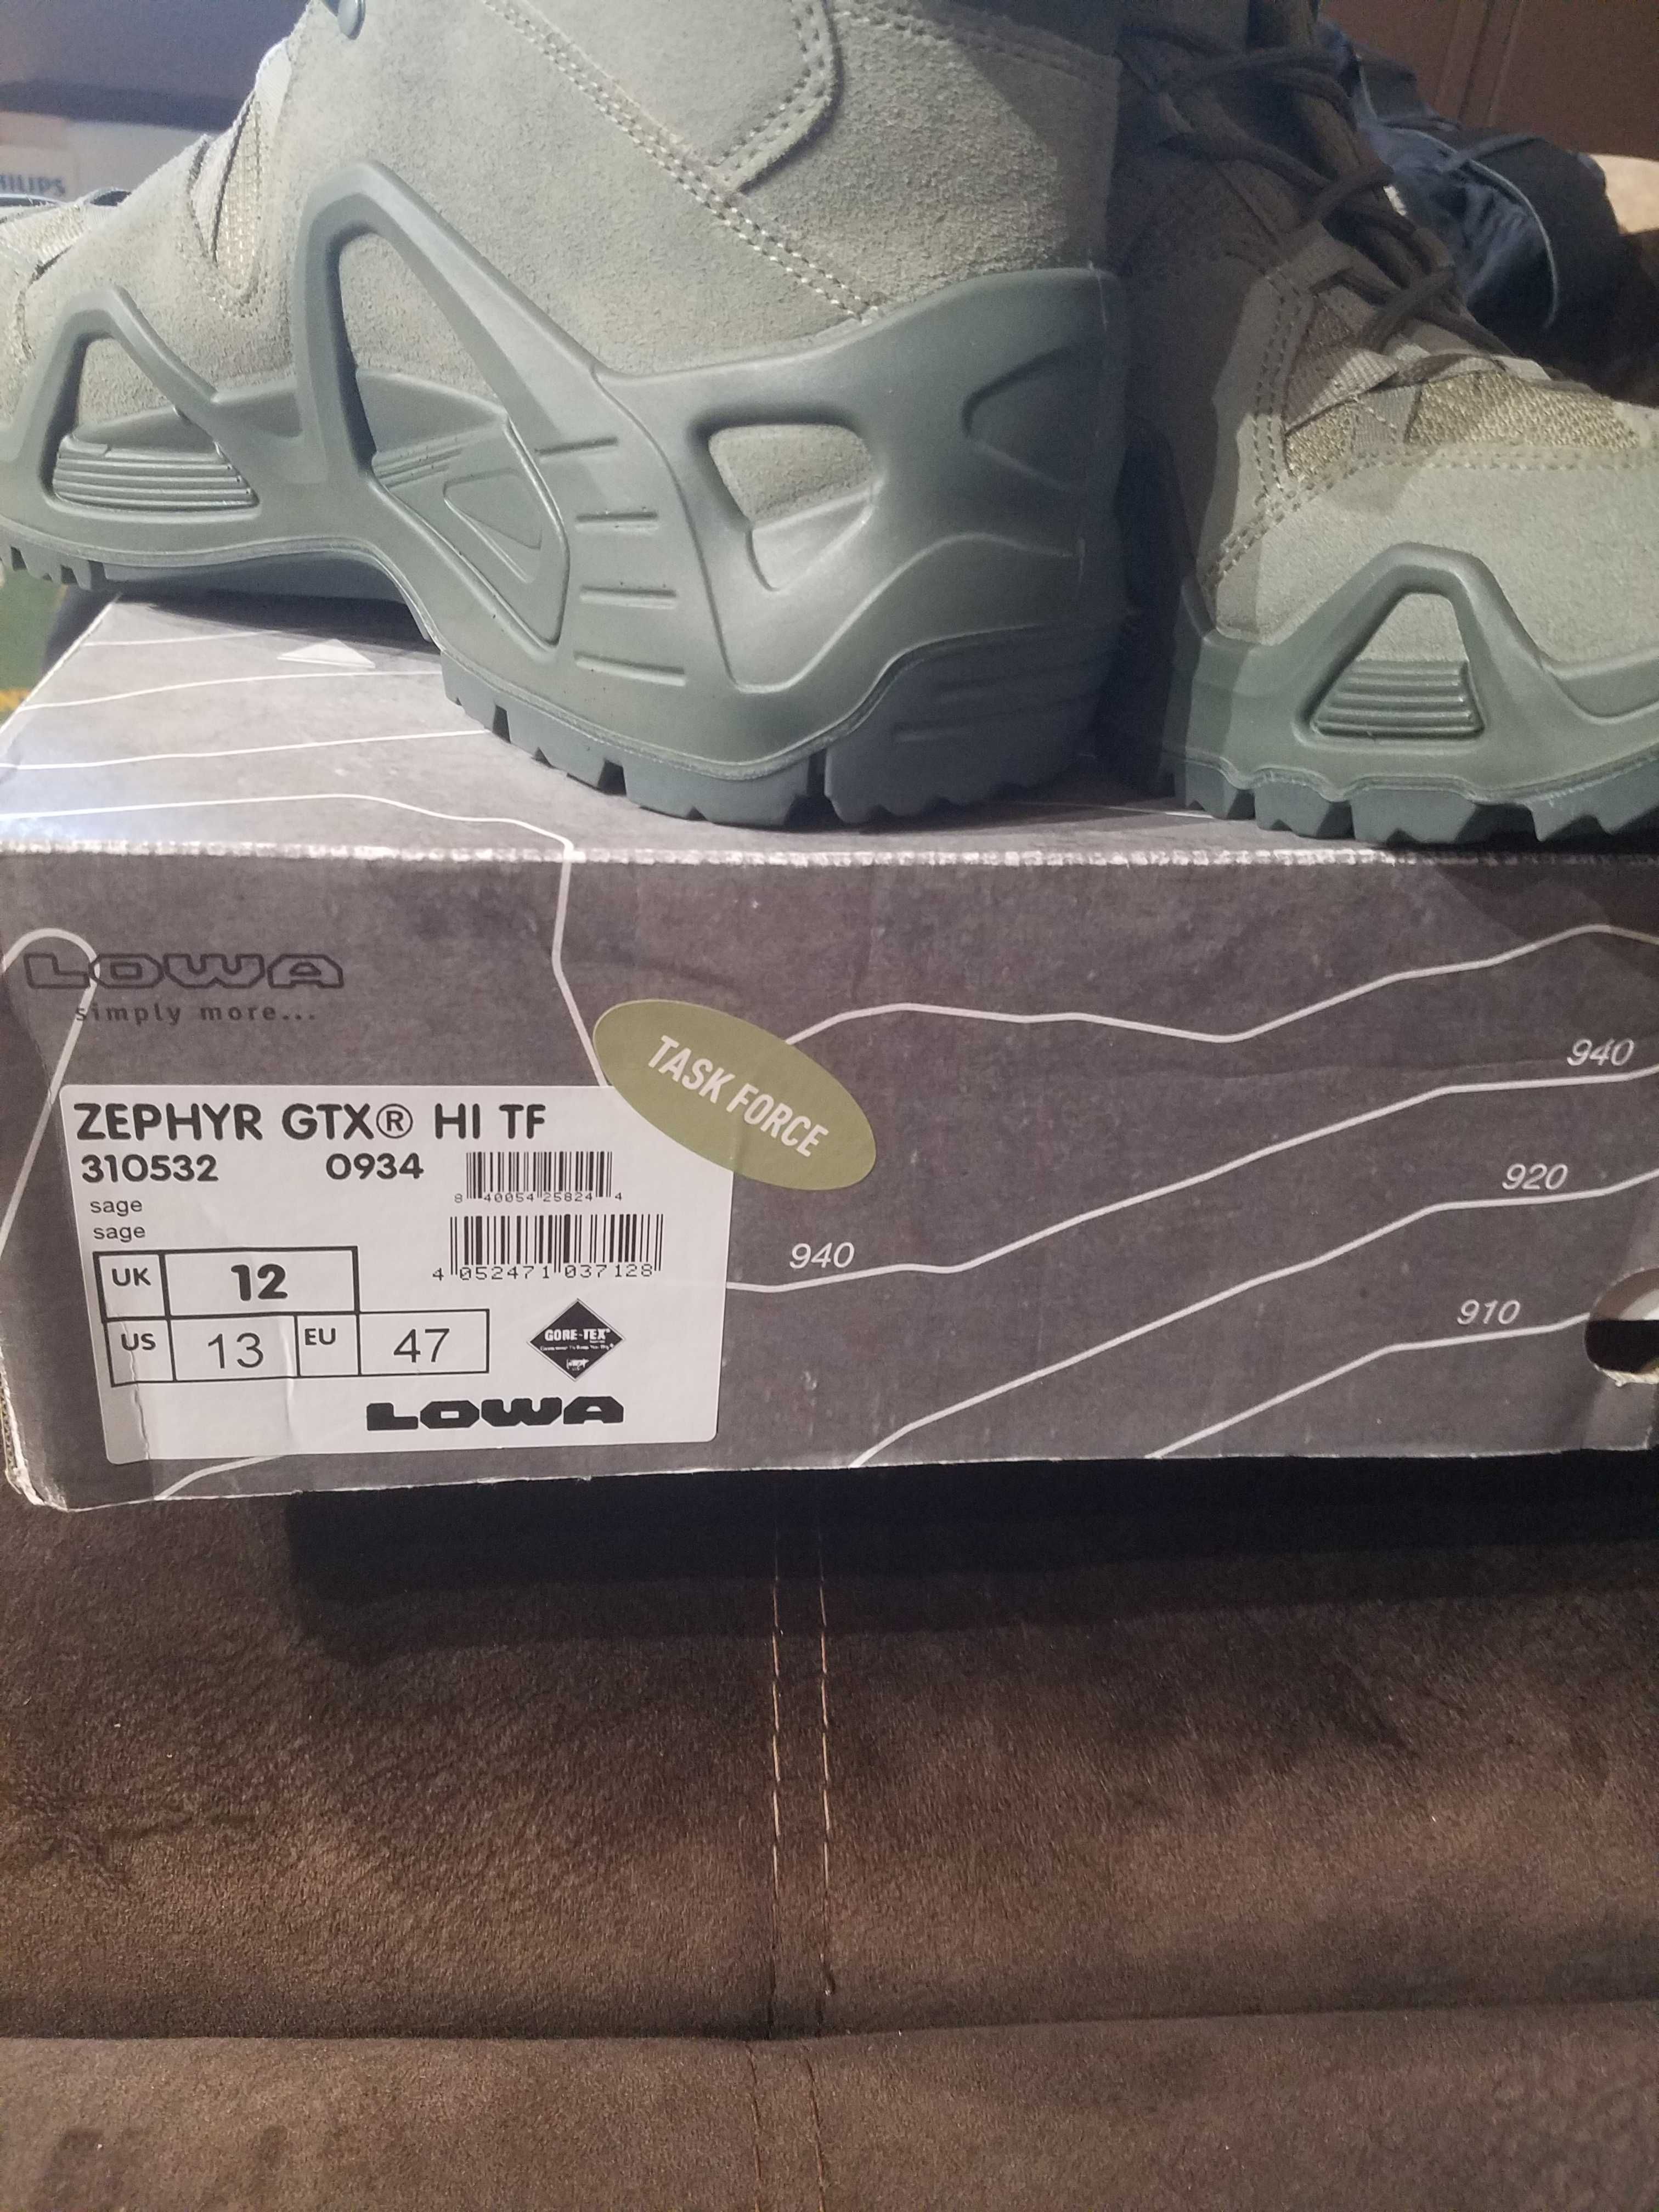 HILIPS
LOWA
simply more...
TASK FORCE
940
920
940
910
ZEPHYR GTX® HI TF
310532 0934
8 40054 25824 4
sage
sage
4 052471 037128
UK 12
US 13 EU 47
GORE-TEX®
LOWA